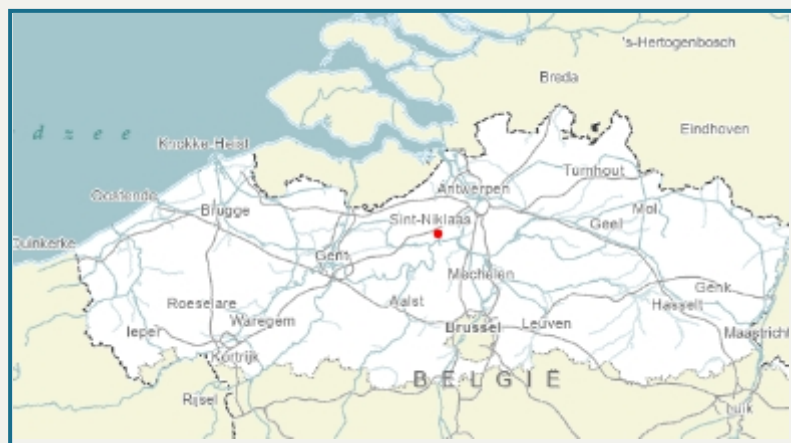 's-Hertogenbosch
Breda
Eindhoven
d z e e
Knokke-Heist
Turnhout
Antwerpen
Oostende
Mol
Brugge
Sint-Niklaas
Geel
Duinkerke
Gent
Mechelen
Genk
Roeselare
Aalst
Hasselt
Waregem
Ieper
Brussel
Leuven
Maastricht
Kortrijk
BELGIË
Rijsel
Luik